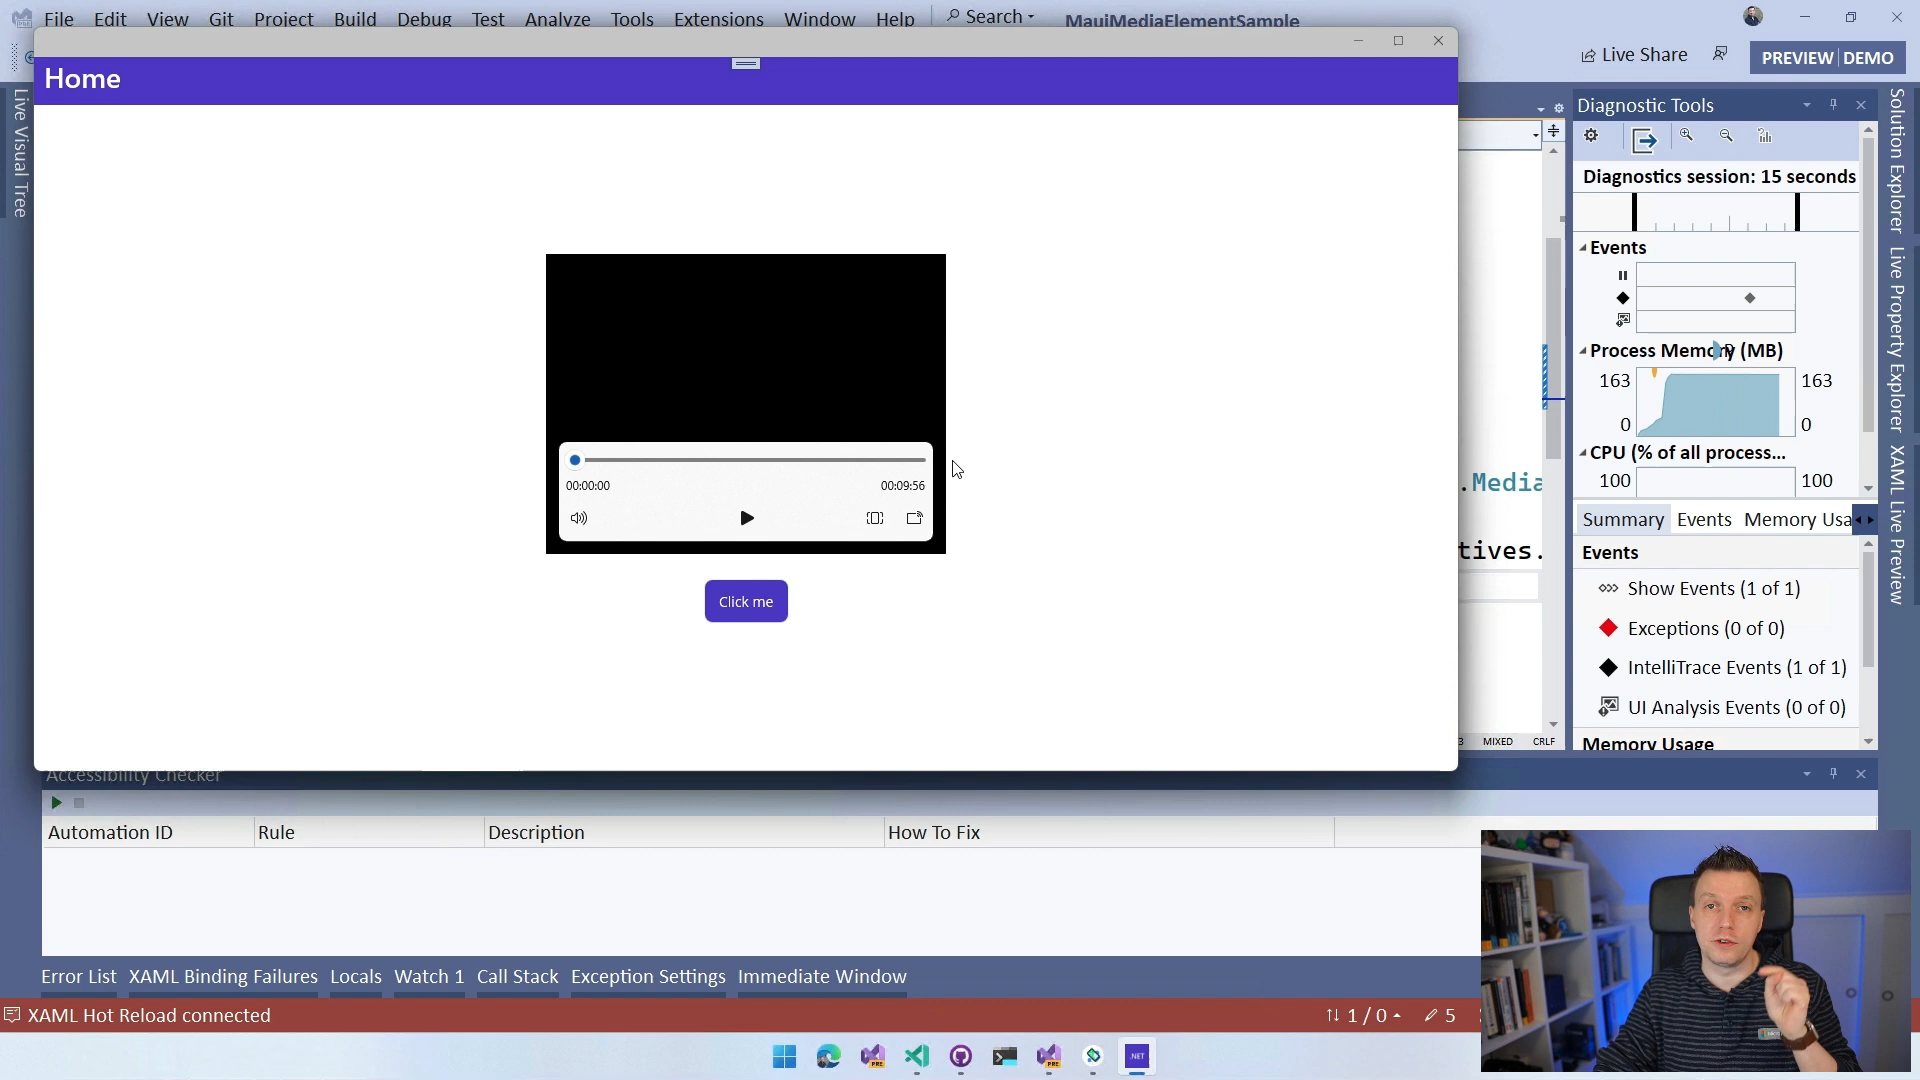 File Edit View Git Project Build Debug Test Analyze Tools Extensions Window Help Search MauiMediaElementSample
Live Share PREVIEW DEMO
Home
Live Visual Tree
Diagnostic Tools
Diagnostics session: 15 seconds
Events
Process Memory (MB)
163 163
0 0
CPU (% of all process...
100 100
Summary Events Memory Usa
Events
Show Events (1 of 1)
Exceptions (0 of 0)
IntelliTrace Events (1 of 1)
UI Analysis Events (0 of 0)
Memory Usage
Solution Explorer
Live Property Explorer
XAML Live Preview
.Media
tives.
MIXED CRLF
00:00:00 00:09:56
Click me
Accessibility Checker
Automation ID Rule Description How To Fix
Error List XAML Binding Failures Locals Watch 1 Call Stack Exception Settings Immediate Window
XAML Hot Reload connected 1 / 0 5
PRE PRE .NET